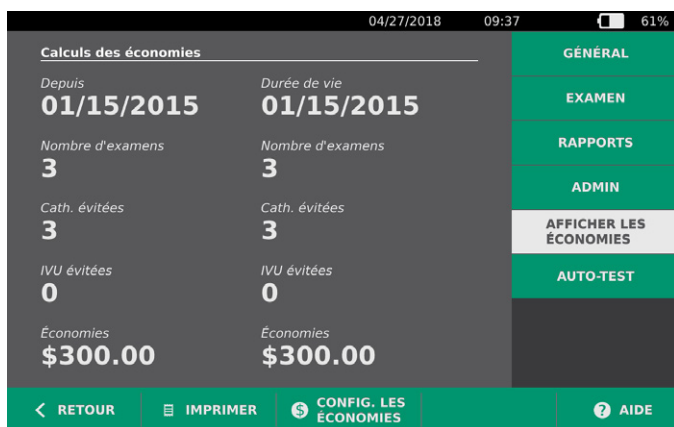 04/27/2018 09:37 61%
Calculs des économies
Depuis
01/15/2015
Nombre d'examens
3
Cath. évitées
3
IVU évitées
0
Économies
$300.00
Durée de vie
01/15/2015
Nombre d'examens
3
Cath. évitées
3
IVU évitées
0
Économies
$300.00
GÉNÉRAL
EXAMEN
RAPPORTS
ADMIN
AFFICHER LES
ÉCONOMIES
AUTO-TEST
RETOUR
IMPRIMER
$ CONFIG. LES
ÉCONOMIES
? AIDE